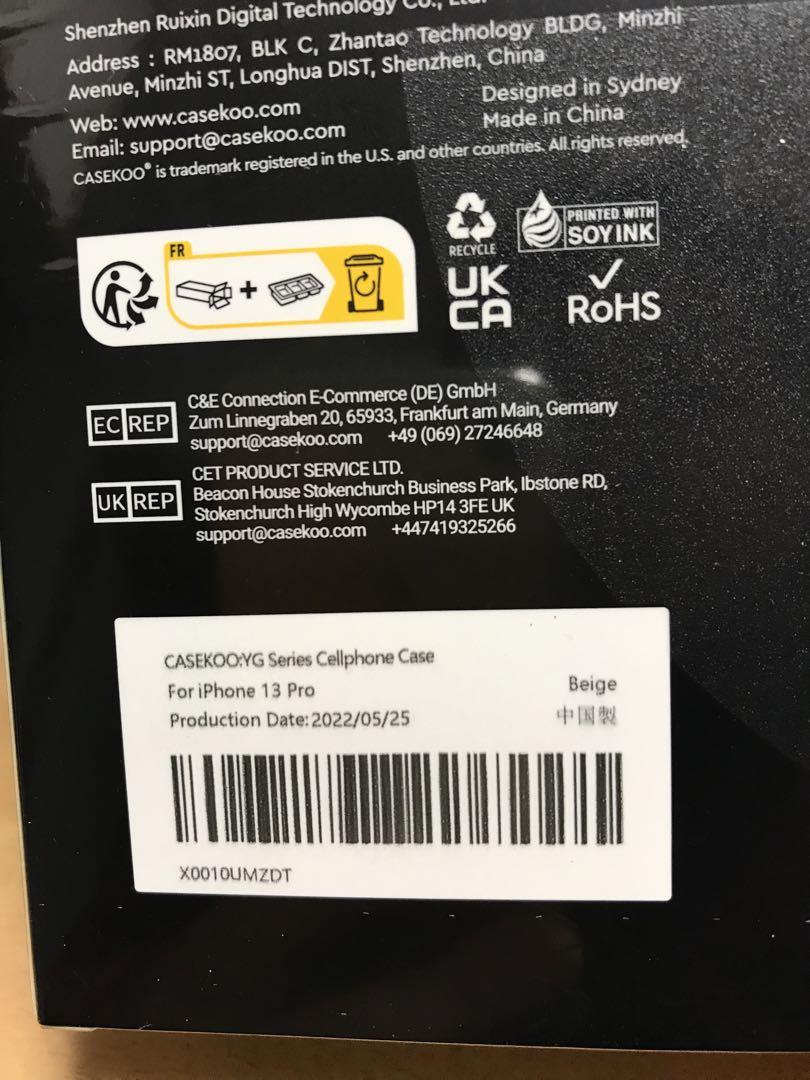 Shenzhen Ruixin Digital Technology Co., Ltd.
Address : RM1807, BLK C, Zhantao Technology BLDG, Minzhi
Avenue, Minzhi ST, Longhua DIST, Shenzhen, China
Web: www.casekoo.com
Designed in Sydney
Email: support@casekoo.com
Made in China
CASEKOO® is trademark registered in the U.S. and other countries. All rights reserved.
FR
RECYCLE
PRINTED WITH
SOY INK
UK
CA
RoHS
EC REP
C&E Connection E-Commerce (DE) GmbH
Zum Linnegraben 20, 65933, Frankfurt am Main, Germany
support@casekoo.com +49 (069) 27246648
UK REP
CET PRODUCT SERVICE LTD.
Beacon House Stokenchurch Business Park, Ibstone RD,
Stokenchurch High Wycombe HP14 3FE UK
support@casekoo.com +447419325266
CASEKOO:YG Series Cellphone Case
For iPhone 13 Pro
Beige
Production Date:2022/05/25
中国製
X0010UMZDT